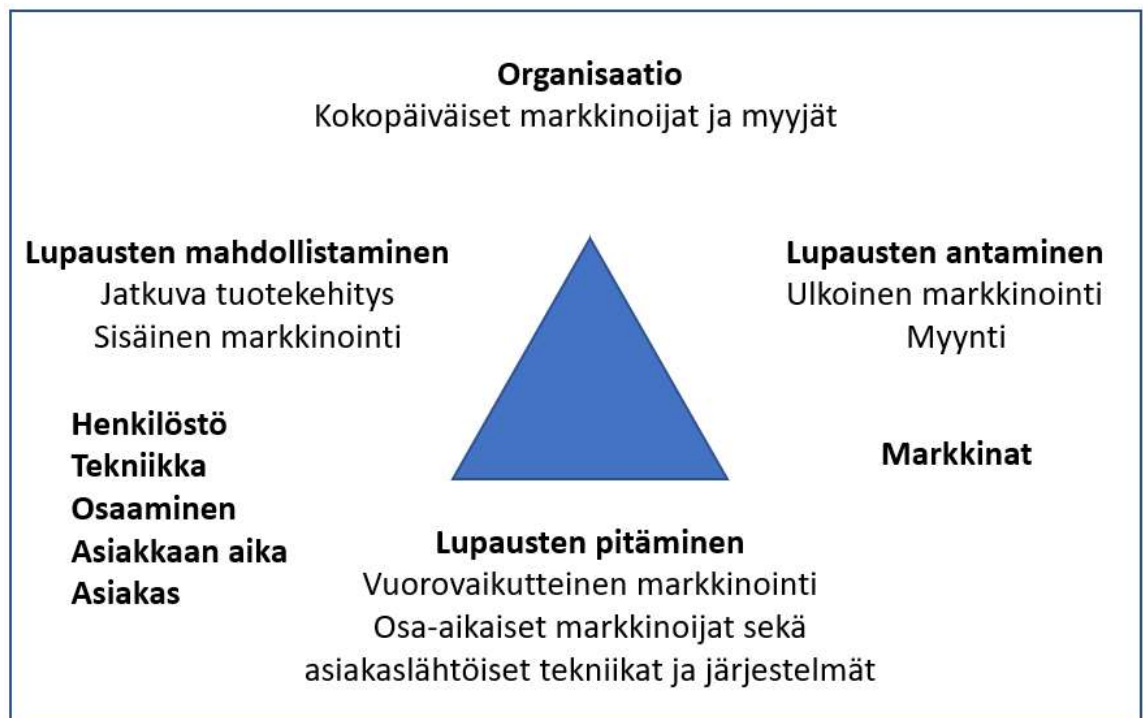 Organisaatio
Kokopäiväiset markkinoijat ja myyjät
Lupausten mahdollistaminen
Jatkuva tuotekehitys
Sisäinen markkinointi
Lupausten antaminen
Ulkoinen markkinointi
Myynti
Henkilöstö
Tekniikka
Osaaminen
Asiakkaan aika
Asiakas
Markkinat
Lupausten pitäminen
Vuorovaikutteinen markkinointi
Osa-aikaiset markkinoijat sekä
asiakaslähtöiset tekniikat ja järjestelmät